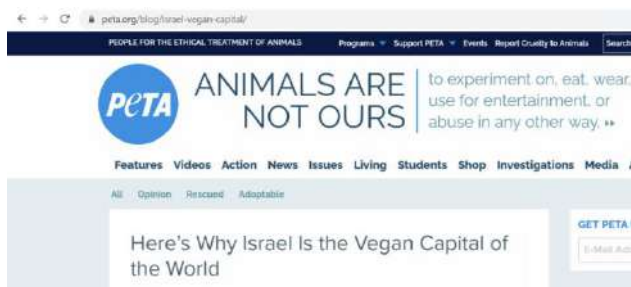 peta.org/blog/israel-vegan-capital/
PEOPLE FOR THE ETHICAL TREATMENT OF ANIMALS Programs Support PETA Events Report Cruelty to Animals Search
PETA
ANIMALS ARE
NOT OURS
to experiment on, eat, wear,
use for entertainment, or
abuse in any other way.
Features Videos Action News Issues Living Students Shop Investigations Media A
All Opinion Rescued Adoptable
Here's Why Israel Is the Vegan Capital of
the World
GET PETA
E-Mail Add